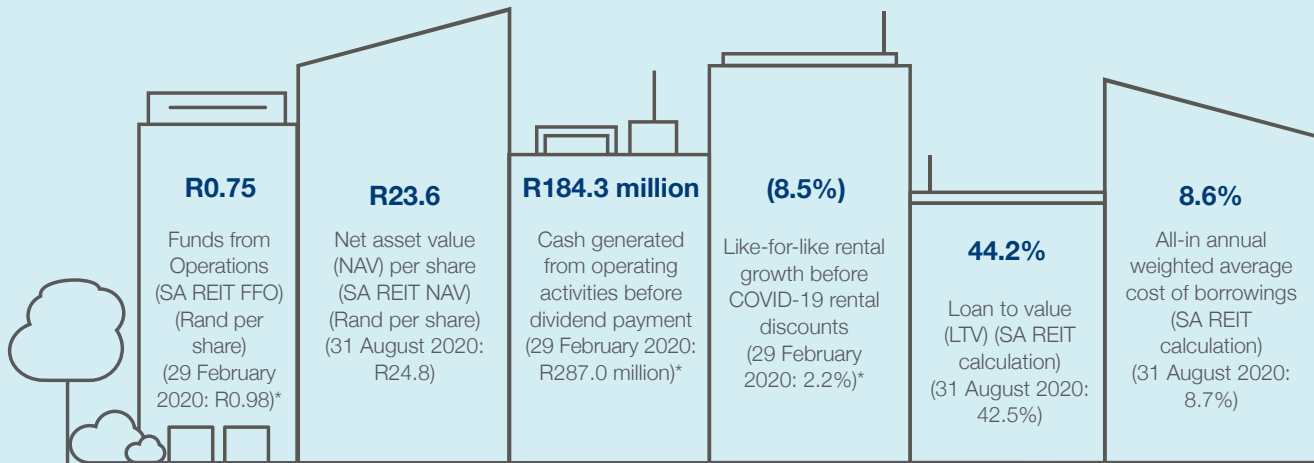 R0.75
Funds from
Operations
(SA REIT FFO)
(Rand per
share)
(29 February
2020: R0.98)*
R23.6
Net asset value
(NAV) per share
(SA REIT NAV)
(Rand per share)
(31 August 2020:
R24.8)
R184.3 million
Cash generated
from operating
activities before
dividend payment
(29 February 2020:
R287.0 million)*
(8.5%)
Like-for-like rental
growth before
COVID-19 rental
discounts
(29 February
2020: 2.2%)*
44.2%
Loan to value
(LTV) (SA REIT
calculation)
(31 August 2020:
42.5%)
8.6%
All-in annual
weighted average
cost of borrowings
(SA REIT
calculation)
(31 August 2020:
8.7%)